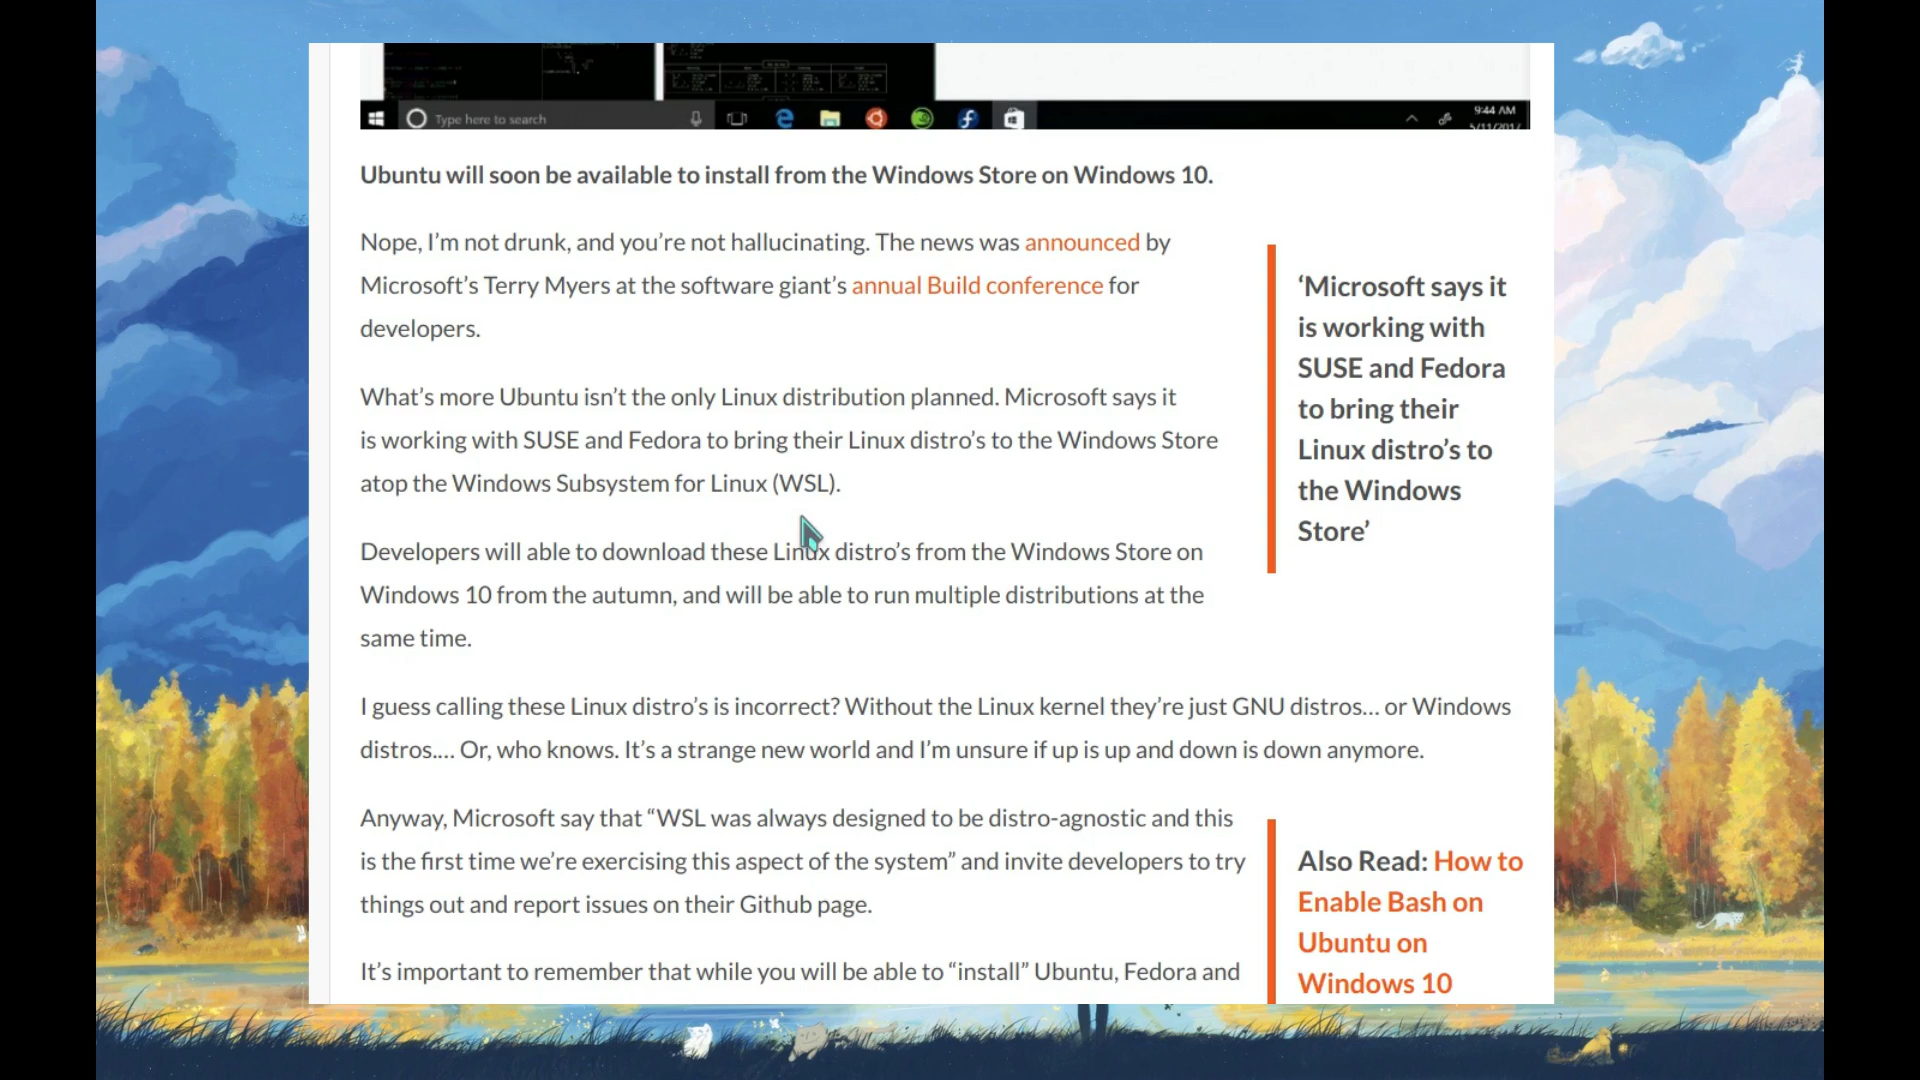 Type here to search
9:44 AM
5/11/2017
Ubuntu will soon be available to install from the Windows Store on Windows 10.
Nope, I’m not drunk, and you’re not hallucinating. The news was announced by
Microsoft’s Terry Myers at the software giant’s annual Build conference for
developers.
‘Microsoft says it
is working with
SUSE and Fedora
to bring their
Linux distro’s to
the Windows
Store’
What’s more Ubuntu isn’t the only Linux distribution planned. Microsoft says it
is working with SUSE and Fedora to bring their Linux distro’s to the Windows Store
atop the Windows Subsystem for Linux (WSL).
Developers will able to download these Linux distro’s from the Windows Store on
Windows 10 from the autumn, and will be able to run multiple distributions at the
same time.
I guess calling these Linux distro’s is incorrect? Without the Linux kernel they’re just GNU distros… or Windows
distros.… Or, who knows. It’s a strange new world and I’m unsure if up is up and down is down anymore.
Anyway, Microsoft say that “WSL was always designed to be distro-agnostic and this
is the first time we’re exercising this aspect of the system” and invite developers to try
things out and report issues on their Github page.
Also Read: How to
Enable Bash on
Ubuntu on
Windows 10
It’s important to remember that while you will be able to “install” Ubuntu, Fedora and